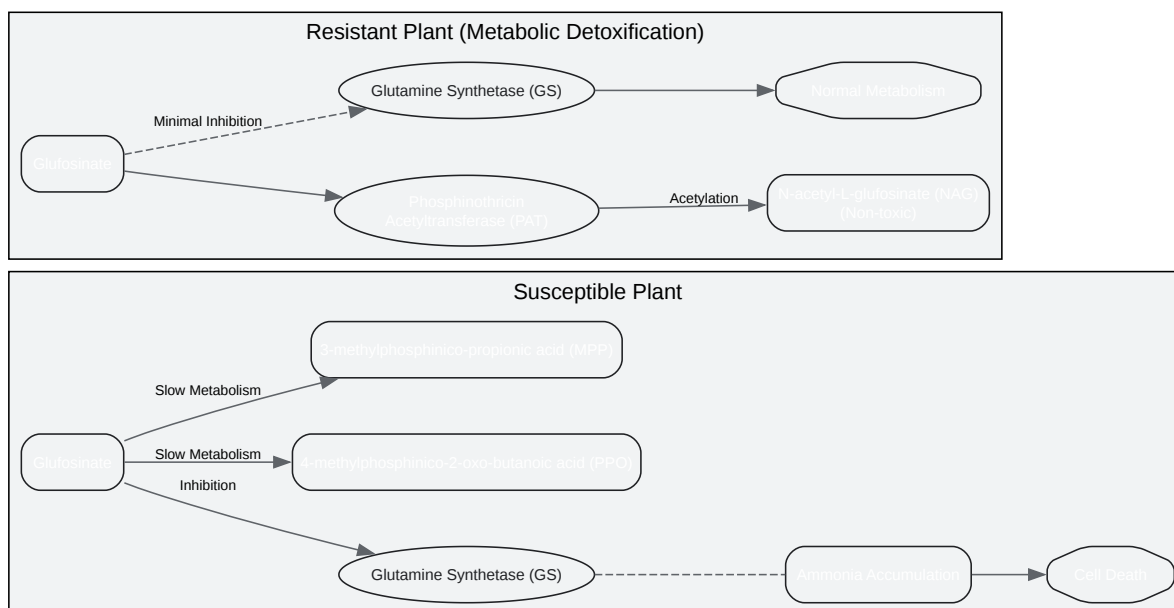 Resistant Plant (Metabolic Detoxification)
Glutamine Synthetase (GS)
Normal Metabolism
Minimal Inhibition
Glufosinate
Phosphinothricin
Acetyltransferase (PAT)
Acetylation
N-acetyl-L-glufosinate (NAG)
(Non-toxic)
Susceptible Plant
3-methylphosphinico-propionic acid (MPP)
Slow Metabolism
Glufosinate
Slow Metabolism
4-methylphosphinico-2-oxo-butanoic acid (PPO)
Inhibition
Glutamine Synthetase (GS)
Ammonia Accumulation
Cell Death